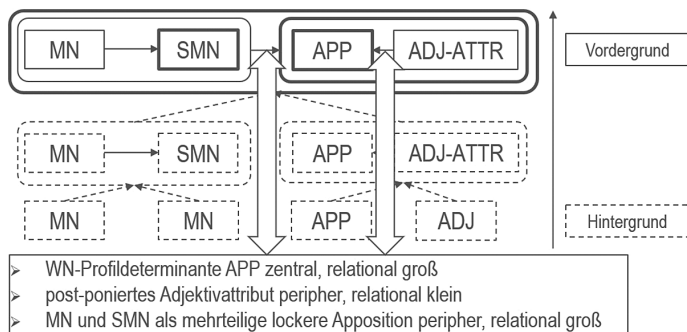 MN SMN APP ADJ-ATTR Vordergrund
MN SMN APP ADJ-ATTR
MN MN APP ADJ Hintergrund
➢ WN-Profildeterminante APP zentral, relational groß
➢ post-poniertes Adjektivattribut peripher, relational klein
➢ MN und SMN als mehrteilige lockere Apposition peripher, relational groß